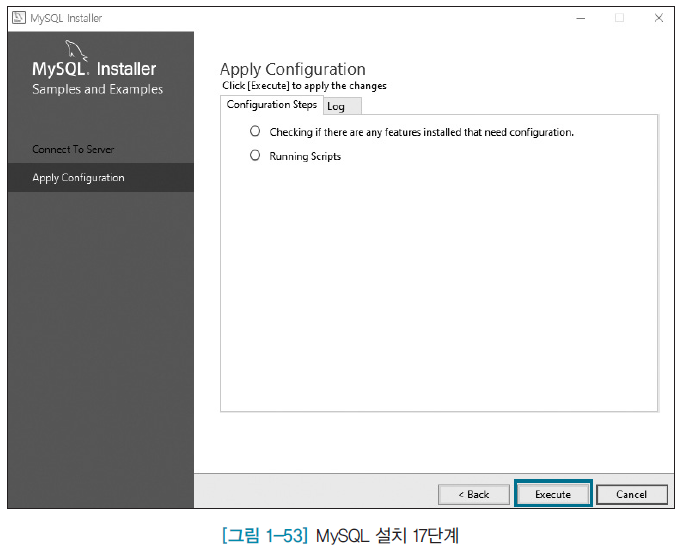 MySQL Installer
MySQL. Installer
Samples and Examples
Connect To Server
Apply Configuration
Apply Configuration
Click [Execute] to apply the changes
Configuration Steps
Log
Checking if there are any features installed that need configuration.
Running Scripts
< Back
Execute
Cancel
[그림 1-53] MySQL 설치 17단계